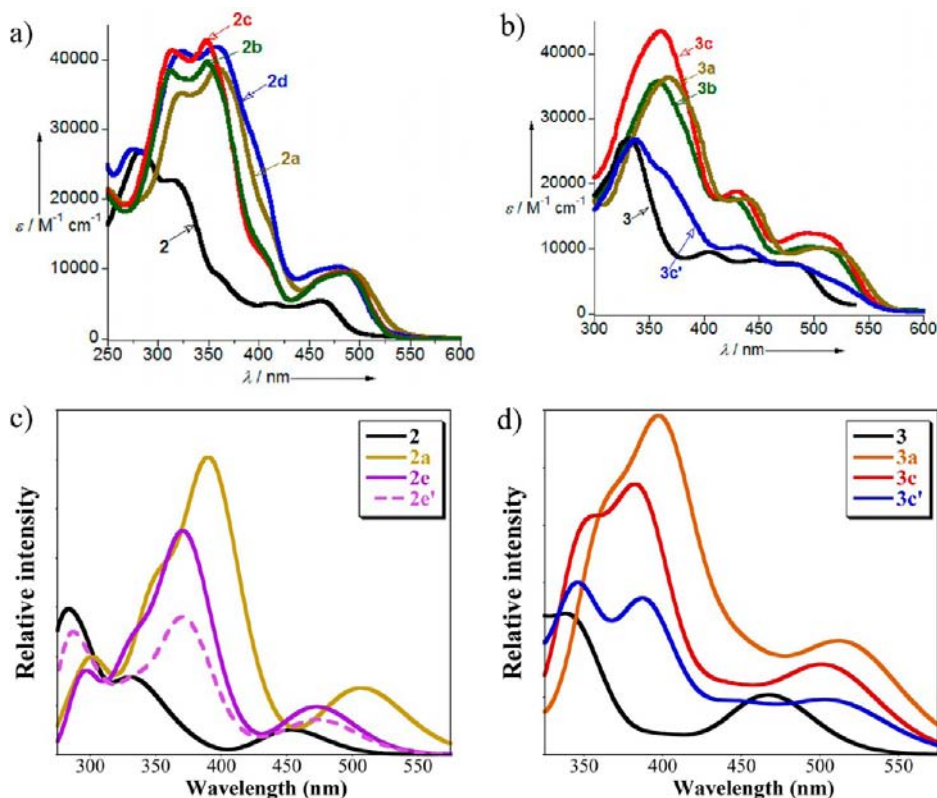 a)
40000
30000
20000
10000
0
ε / M⁻¹ cm⁻¹
2c
2b
2d
2a
2
250 300 350 400 450 500 550 600
λ / nm
b)
40000
30000
20000
10000
0
ε / M⁻¹ cm⁻¹
3c
3a
3b
3
3c'
300 350 400 450 500 550 600
λ / nm
c)
Relative intensity
2
2a
2e
2e'
300 350 400 450 500 550
Wavelength (nm)
d)
Relative intensity
3
3a
3c
3c'
350 400 450 500 550
Wavelength (nm)